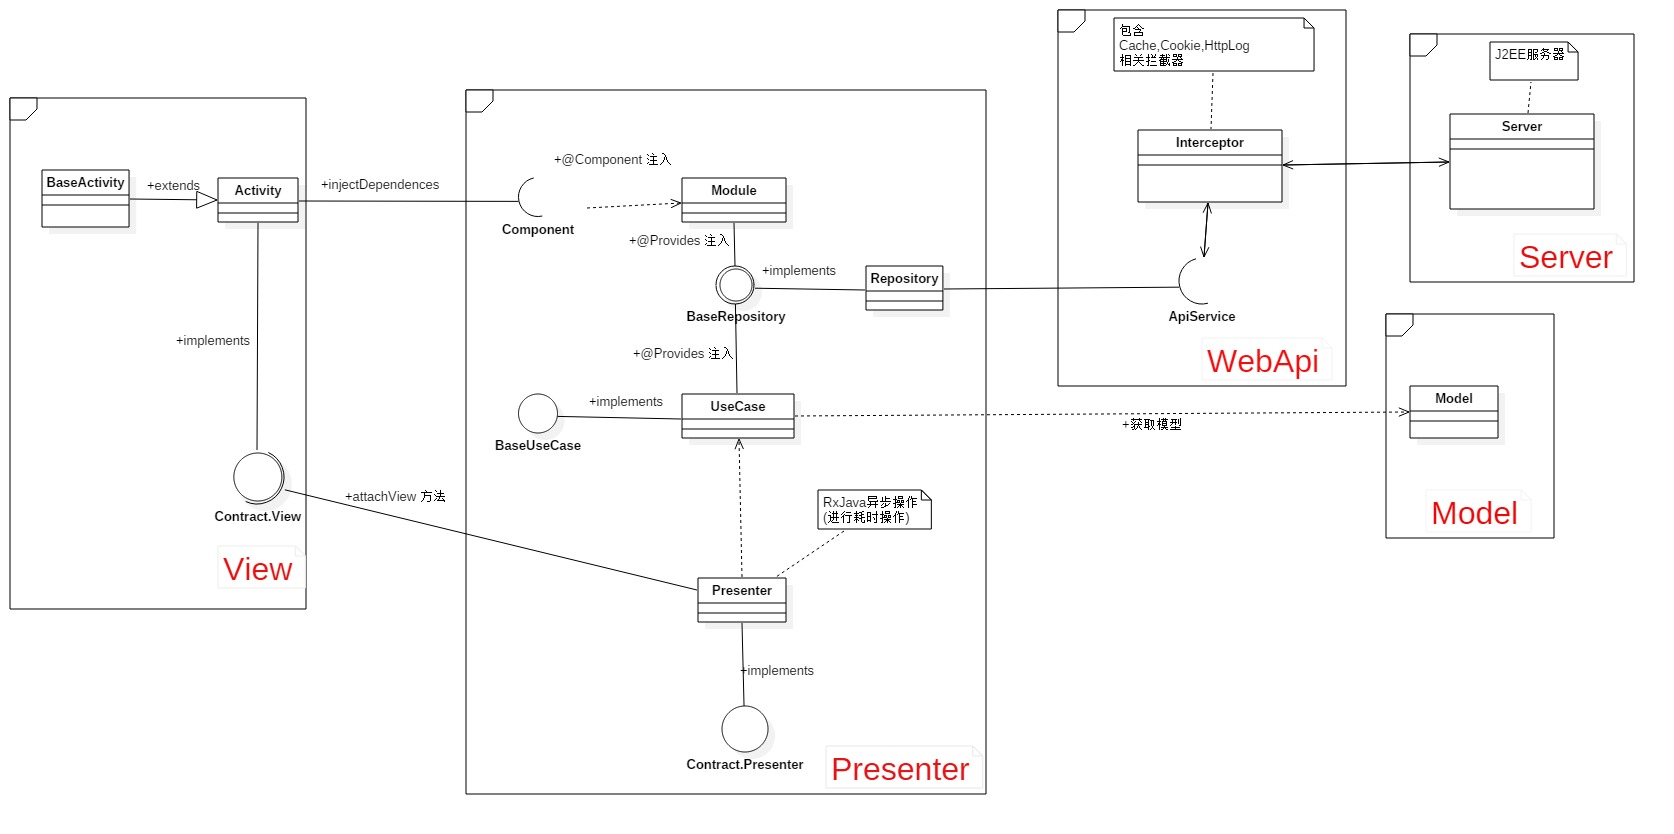 BaseActivity
+extends
Activity
+injectDependences
+implements
Contract.View
+attachView 方法
View
+@Component 注入
Component
Module
+@Provides 注入
+implements
BaseRepository
Repository
+@Provides 注入
BaseUseCase
+implements
UseCase
RxJava异步操作
(进行耗时操作)
Presenter
+implements
Contract.Presenter
Presenter
包含
Cache,Cookie,HttpLog
相关拦截器
Interceptor
ApiService
WebApi
J2EE服务器
Server
Server
+获取模型
Model
Model